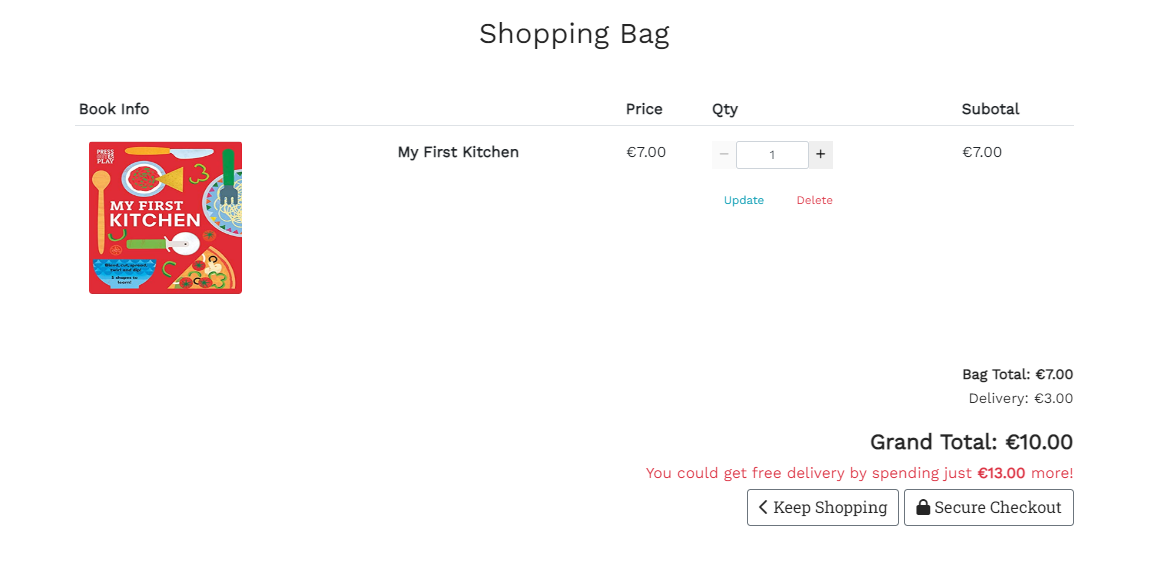 Shopping Bag
Book Info Price Qty Subotal
PRESS
PLAY
MY FIRST
KITCHEN
My First Kitchen €7.00 − 1 + €7.00
Update Delete
Bag Total: €7.00
Delivery: €3.00
Grand Total: €10.00
You could get free delivery by spending just €13.00 more!
Keep Shopping Secure Checkout